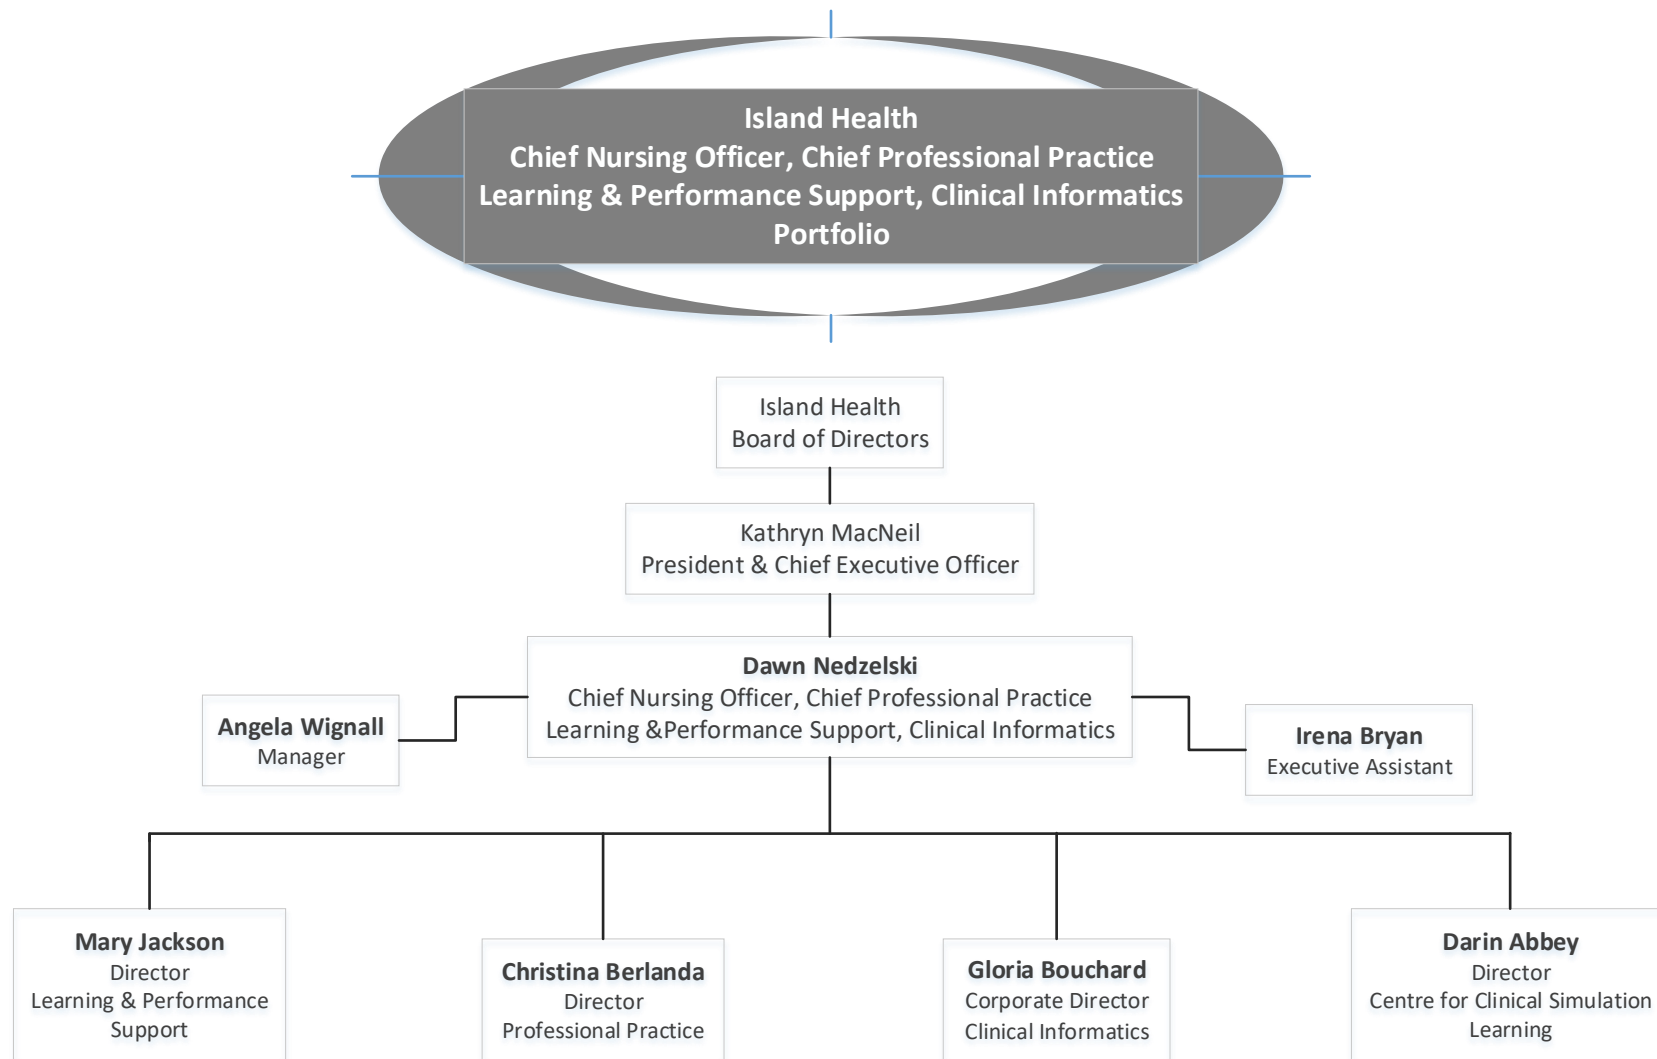 Island Health
Chief Nursing Officer, Chief Professional Practice
Learning & Performance Support, Clinical Informatics
Portfolio
Island Health
Board of Directors
Kathryn MacNeil
President & Chief Executive Officer
Dawn Nedzelski
Chief Nursing Officer, Chief Professional Practice
Learning &Performance Support, Clinical Informatics
Angela Wignall
Manager
Irena Bryan
Executive Assistant
Mary Jackson
Director
Learning & Performance
Support
Christina Berlanda
Director
Professional Practice
Gloria Bouchard
Corporate Director
Clinical Informatics
Darin Abbey
Director
Centre for Clinical Simulation
Learning